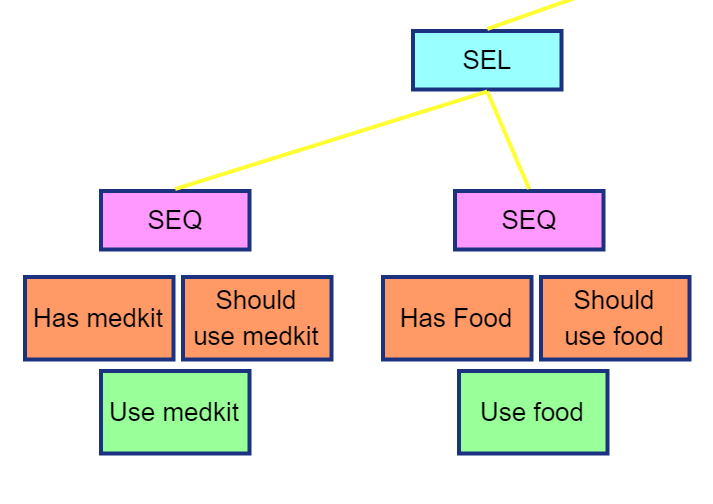 SEL
SEQ
SEQ
Has medkit
Should
use medkit
Has Food
Should
use food
Use medkit
Use food